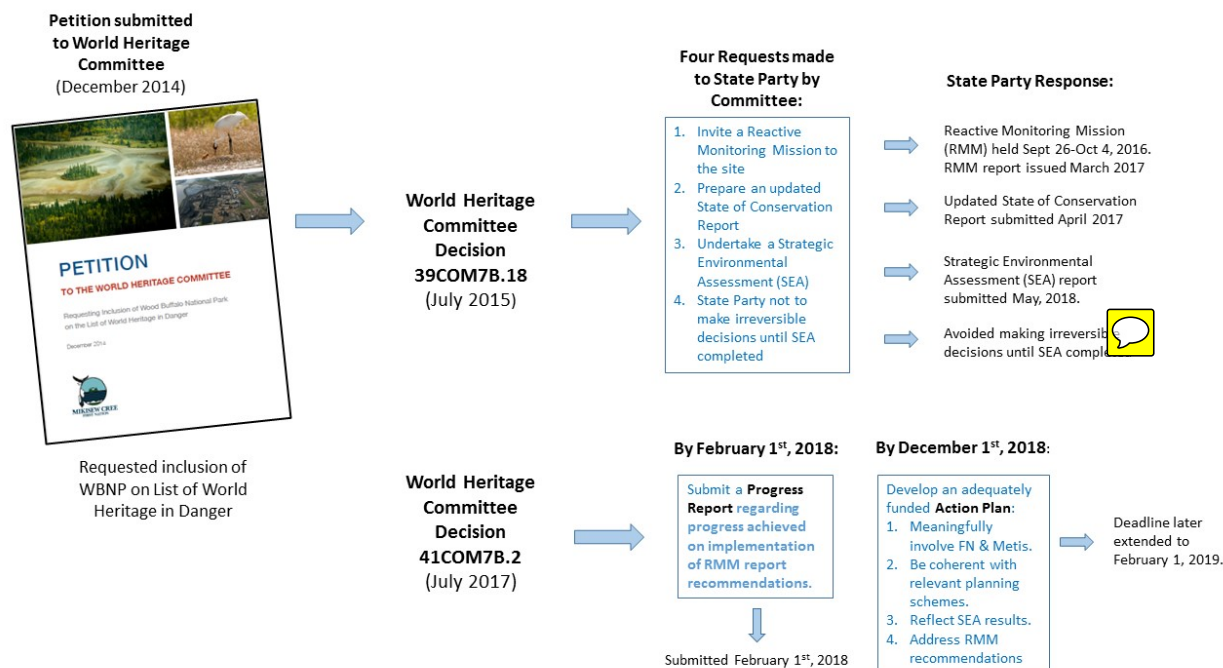 Petition submitted
to World Heritage
Committee
(December 2014)
PETITION
TO THE WORLD HERITAGE COMMITTEE
Requesting Inclusion of Wood Buffalo National Park
on the List of World Heritage in Danger
December 2014
MIKISEW CREE
FIRST NATION
Requested inclusion of
WBNP on List of World
Heritage in Danger
World Heritage
Committee
Decision
39COM7B.18
(July 2015)
Four Requests made
to State Party by
Committee:
1. Invite a Reactive
Monitoring Mission to
the site
2. Prepare an updated
State of Conservation
Report
3. Undertake a Strategic
Environmental
Assessment (SEA)
4. State Party not to
make irreversible
decisions until SEA
completed
State Party Response:
Reactive Monitoring Mission
(RMM) held Sept 26-Oct 4, 2016.
RMM report issued March 2017
Updated State of Conservation
Report submitted April 2017
Strategic Environmental
Assessment (SEA) report
submitted May, 2018.
Avoided making irreversible
decisions until SEA
World Heritage
Committee
Decision
41COM7B.2
(July 2017)
By February 1st, 2018:
Submit a Progress
Report regarding
progress achieved
on implementation
of RMM report
recommendations.
Submitted February 1st, 2018
By December 1st, 2018:
Develop an adequately
funded Action Plan:
1. Meaningfully
involve FN & Metis.
2. Be coherent with
relevant planning
schemes.
3. Reflect SEA results.
4. Address RMM
recommendations
Deadline later
extended to
February 1, 2019.